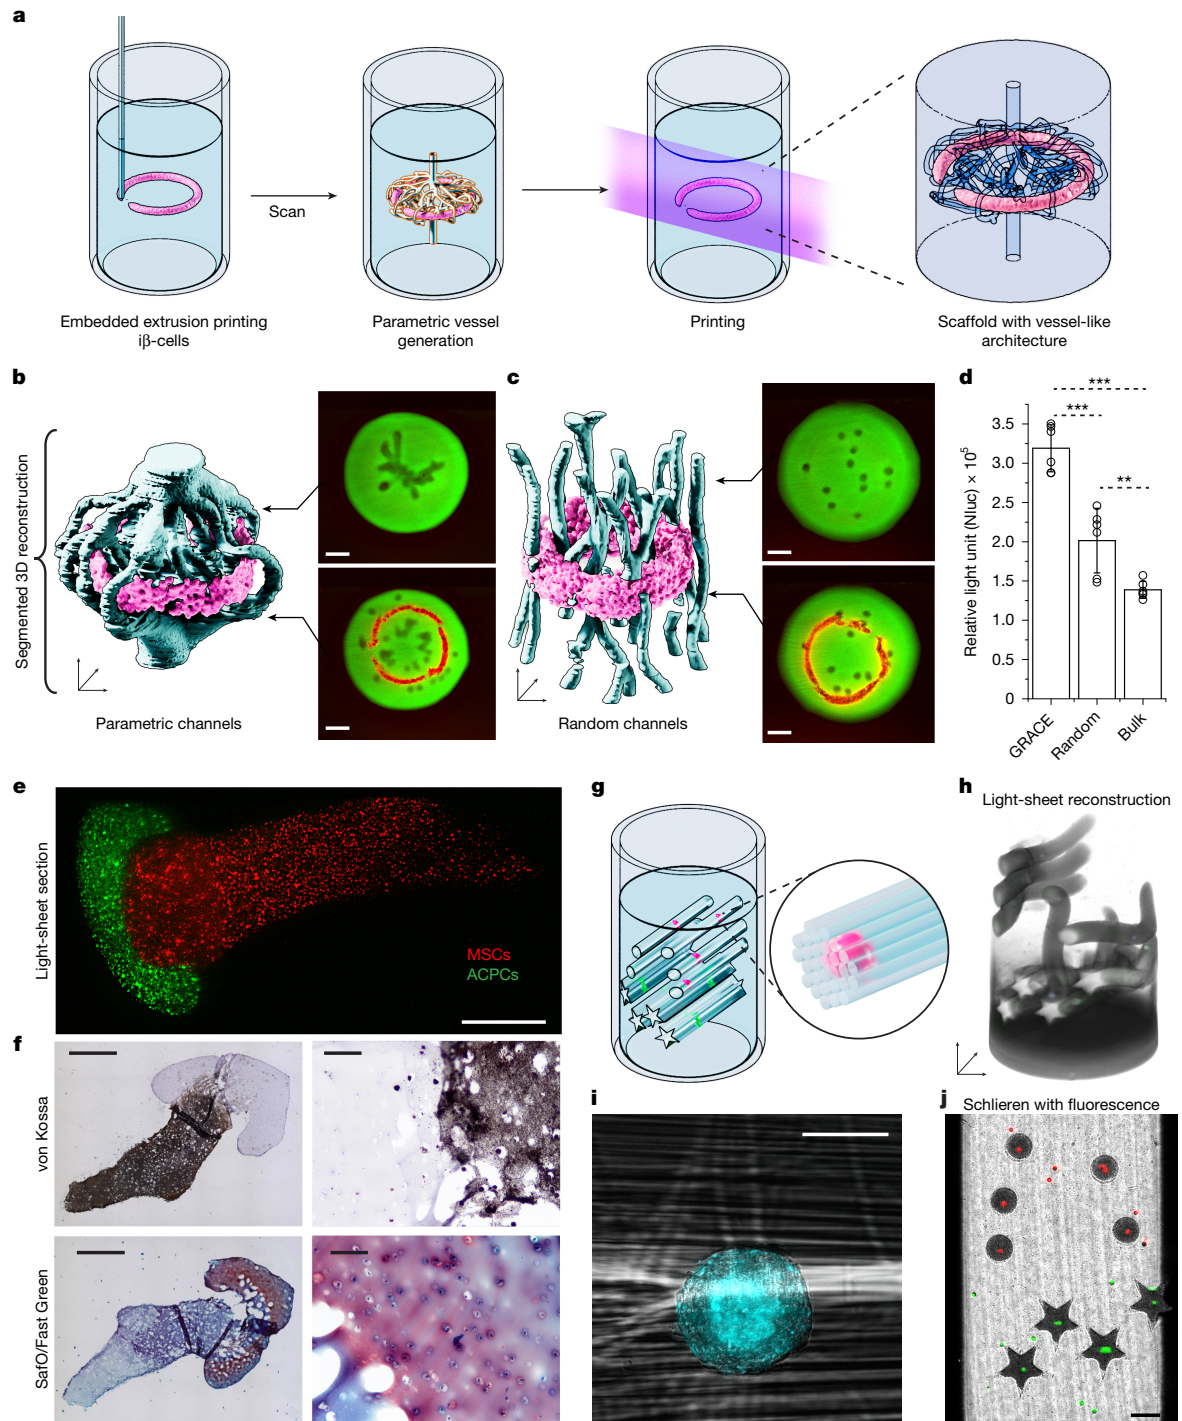 a
Scan
Embedded extrusion printing
iβ-cells
Parametric vessel
generation
Printing
Scaffold with vessel-like
architecture
b
Segmented 3D reconstruction
Parametric channels
c
Random channels
d
***
***
**
Relative light unit (Nluc) × 10⁵
3.5
3.0
2.5
2.0
1.5
1.0
0.5
0
GRACE
Random
Bulk
e
Light-sheet section
MSCs
ACPCs
f
von Kossa
SafO/Fast Green
g
h
Light-sheet reconstruction
i
j
Schlieren with fluorescence